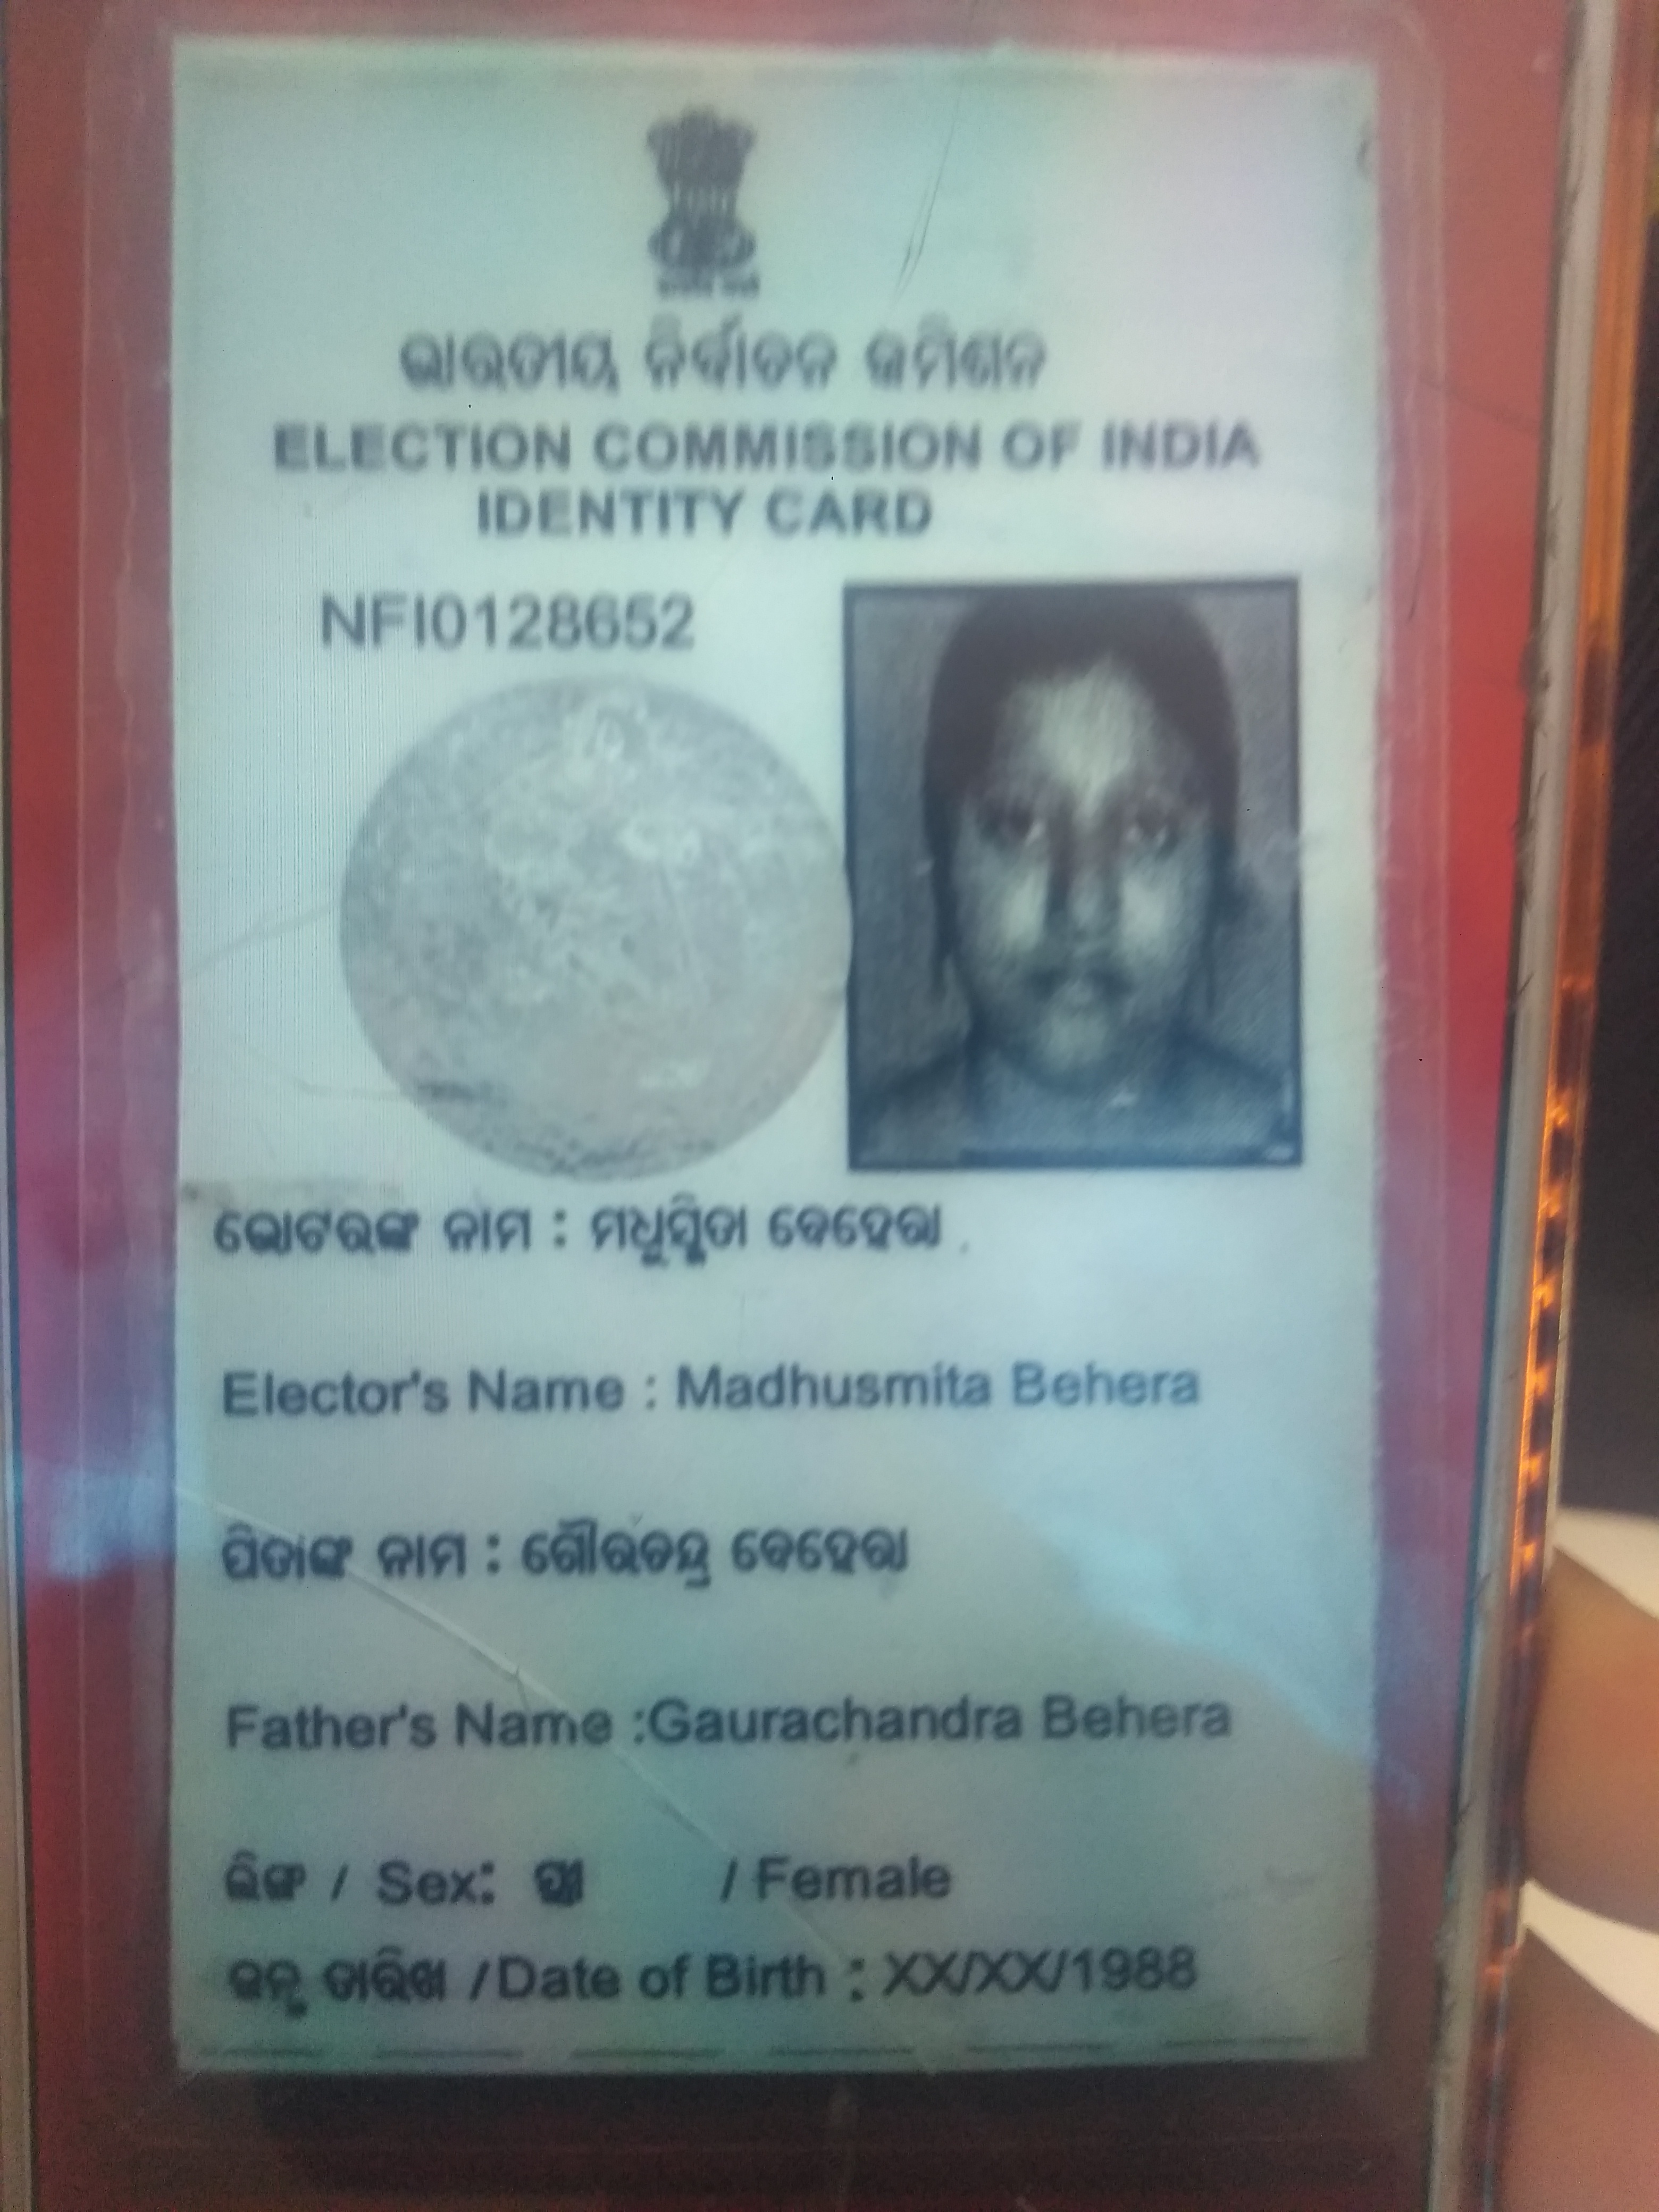 ଭାରତୀୟ ନିର୍ବାଚନ କମିଶନ
ELECTION COMMISSION OF INDIA
IDENTITY CARD
NFI0128652
ଭୋଟରଙ୍କ ନାମ : ମଧୁସ୍ମିତା ବେହେରା
Elector's Name : Madhusmita Behera
ପିତାଙ୍କ ନାମ : ଗୌରଚନ୍ଦ୍ର ବେହେରା
Father's Name :Gaurachandra Behera
ଲିଙ୍ଗ / Sex: ସ୍ତ୍ରୀ / Female
ଜନ୍ମ ତାରିଖ /Date of Birth : XX/XX/1988